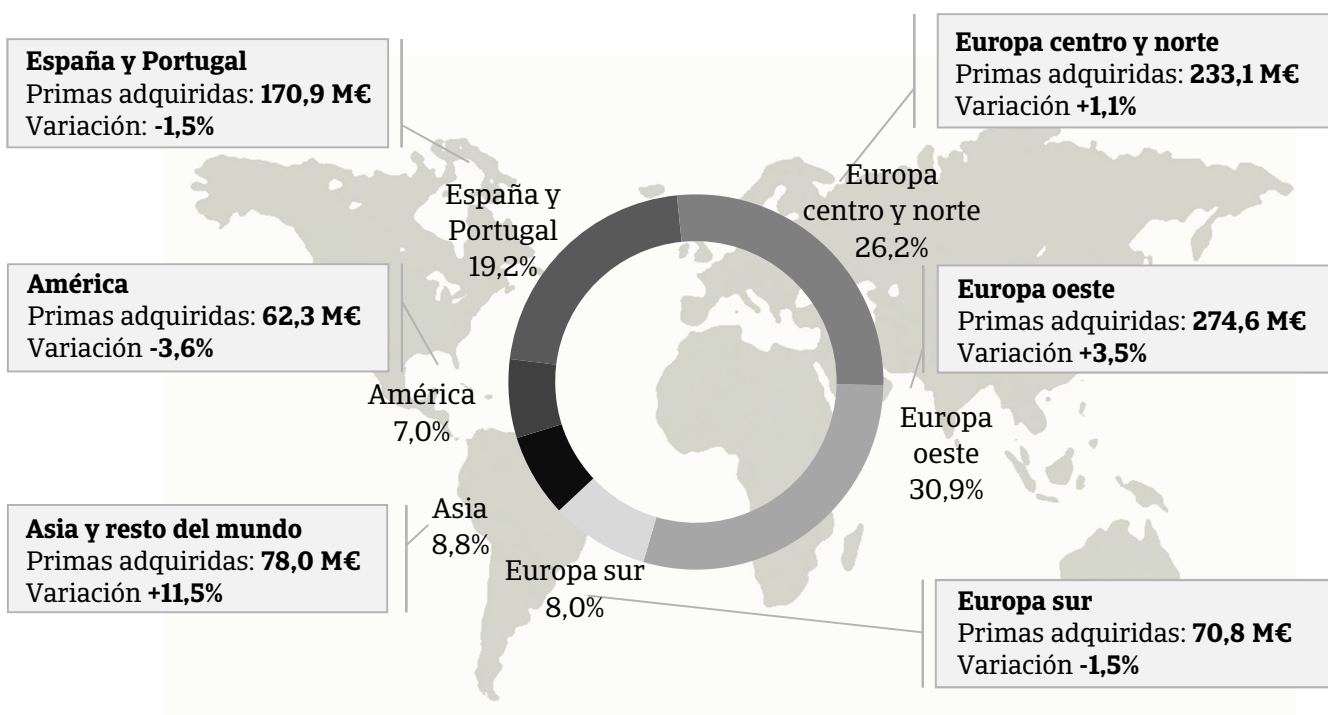 España y Portugal
Primas adquiridas: 170,9 M€
Variación: -1,5%
Europa centro y norte
Primas adquiridas: 233,1 M€
Variación +1,1%
España y
Portugal
19,2%
Europa
centro y norte
26,2%
América
Primas adquiridas: 62,3 M€
Variación -3,6%
Europa oeste
Primas adquiridas: 274,6 M€
Variación +3,5%
América
7,0%
Europa
oeste
30,9%
Asia y resto del mundo
Primas adquiridas: 78,0 M€
Variación +11,5%
Asia
8,8%
Europa sur
8,0%
Europa sur
Primas adquiridas: 70,8 M€
Variación -1,5%